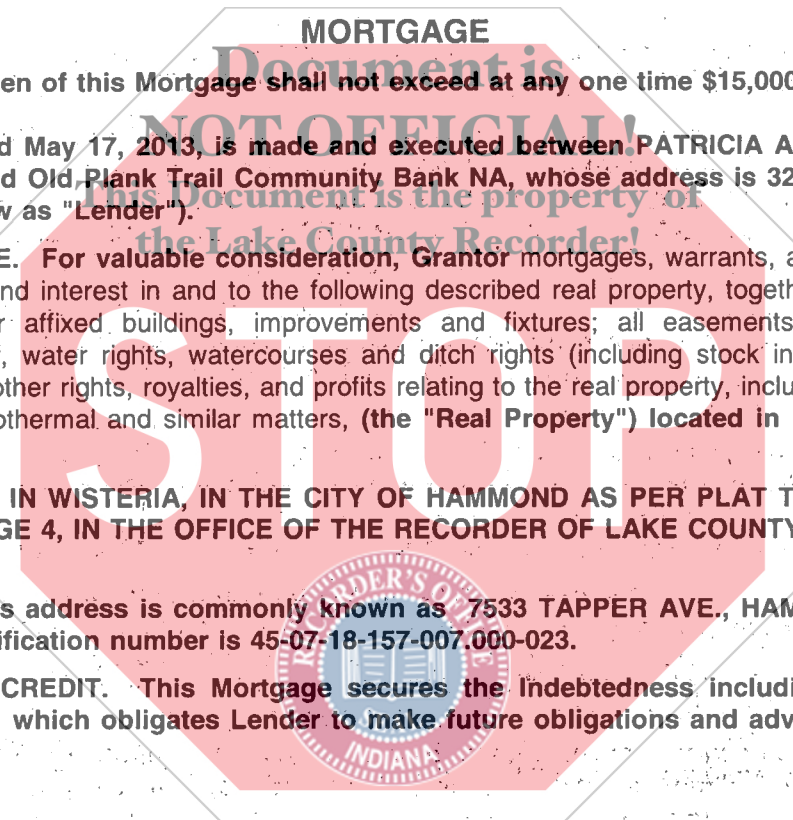 MORTGAGE
Document is
en of this Mortgage shall not exceed at any one time $15,000
NOT OFFICIAL!
d May 17, 2013, is made and executed between PATRICIA A
d Old Plank Trail Community Bank NA, whose address is 32
This Document is the property of
w as "Lender").
the Lake County Recorder!
E. For valuable consideration, Grantor mortgages, warrants, a
nd interest in and to the following described real property, togeth
r affixed buildings, improvements and fixtures; all easements
, water rights, watercourses and ditch rights (including stock in
other rights, royalties, and profits relating to the real property, inclu
othermal and similar matters, (the "Real Property") located in
STOP
IN WISTERIA, IN THE CITY OF HAMMOND AS PER PLAT T
GE 4, IN THE OFFICE OF THE RECORDER OF LAKE COUNTY
s address is commonly known as 7533 TAPPER AVE., HAM
ification number is 45-07-18-157-007.000-023.
CREDIT. This Mortgage secures the Indebtedness includi
which obligates Lender to make future obligations and adv
RECORDER'S OFFICE
INDIANA